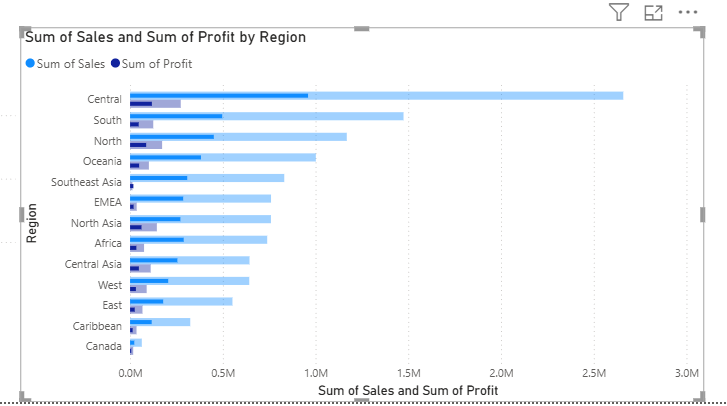 Sum of Sales and Sum of Profit by Region
Sum of Sales Sum of Profit
Region
Central
South
North
Oceania
Southeast Asia
EMEA
North Asia
Africa
Central Asia
West
East
Caribbean
Canada
0.0M 0.5M 1.0M 1.5M 2.0M 2.5M 3.0M
Sum of Sales and Sum of Profit